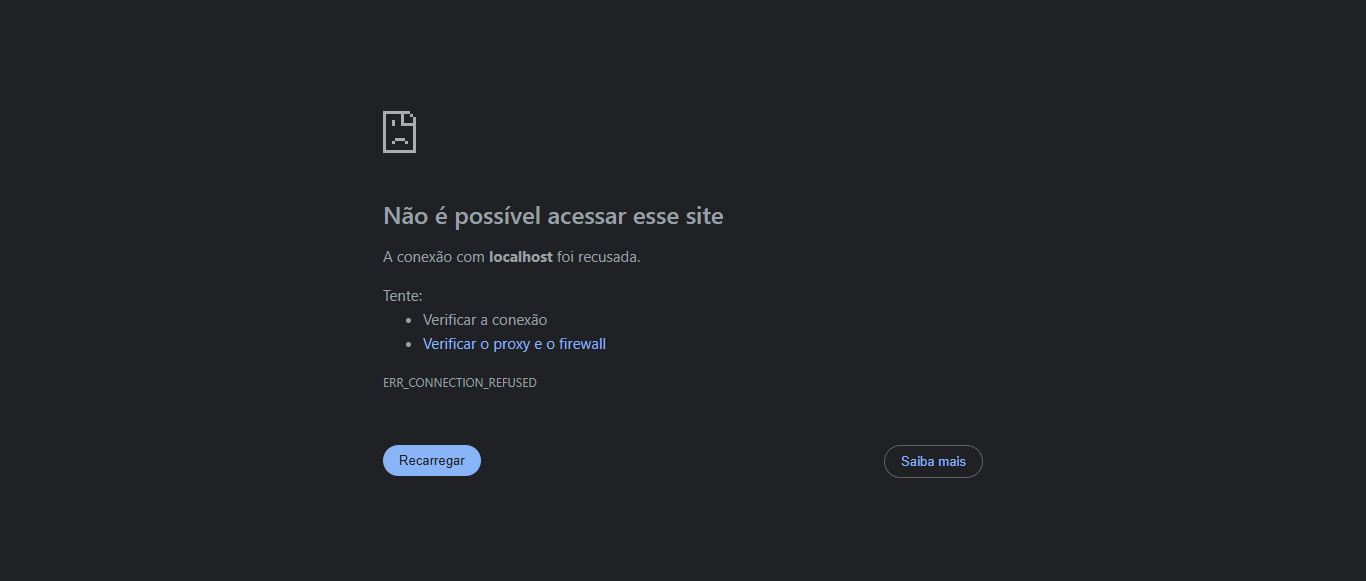 Não é possível acessar esse site
A conexão com localhost foi recusada.
Tente:
• Verificar a conexão
• Verificar o proxy e o firewall
ERR_CONNECTION_REFUSED
Recarregar
Saiba mais